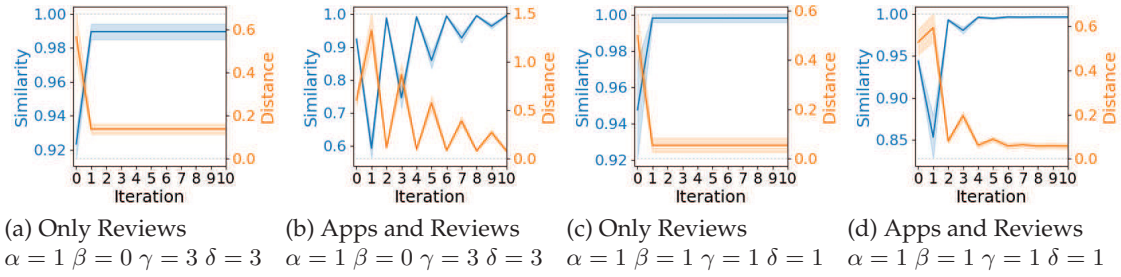 1.00 0.98 0.96 0.94 0.92
Similarity
0.6 0.4 0.2 0.0
Distance
0 1 2 3 4 5 6 7 8 9 10
Iteration
(a) Only Reviews
α = 1 β = 0 γ = 3 δ = 3
1.0 0.9 0.8 0.7 0.6
Similarity
1.5 1.0 0.5 0.0
Distance
0 1 2 3 4 5 6 7 8 9 10
Iteration
(b) Apps and Reviews
α = 1 β = 0 γ = 3 δ = 3
1.00 0.98 0.96 0.94 0.92
Similarity
0.6 0.4 0.2 0.0
Distance
0 1 2 3 4 5 6 7 8 9 10
Iteration
(c) Only Reviews
α = 1 β = 1 γ = 1 δ = 1
1.00 0.95 0.90 0.85
Similarity
0.6 0.4 0.2 0.0
Distance
0 1 2 3 4 5 6 7 8 9 10
Iteration
(d) Apps and Reviews
α = 1 β = 1 γ = 1 δ = 1